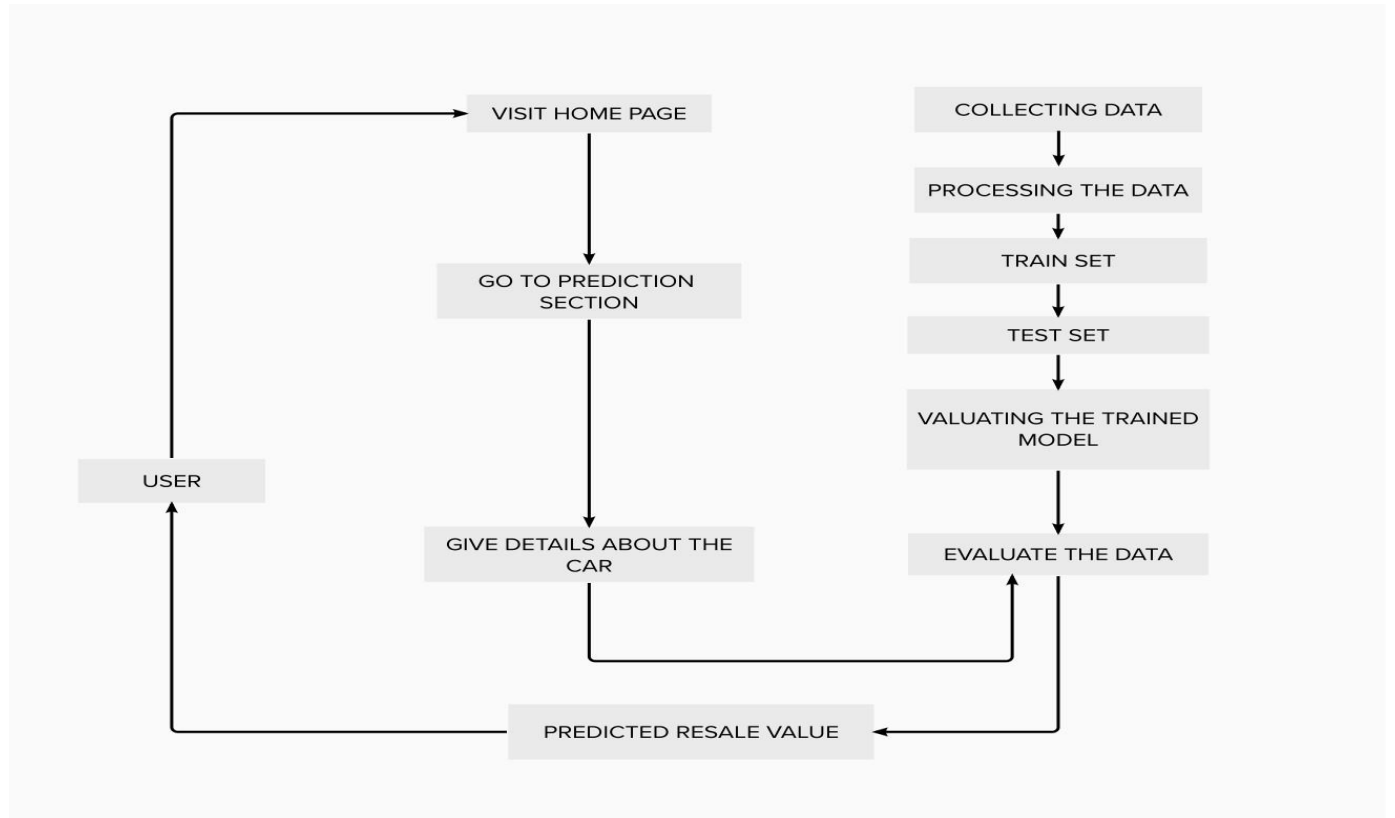 VISIT HOME PAGE
GO TO PREDICTION
SECTION
GIVE DETAILS ABOUT THE
CAR
USER
COLLECTING DATA
PROCESSING THE DATA
TRAIN SET
TEST SET
VALUATING THE TRAINED
MODEL
EVALUATE THE DATA
PREDICTED RESALE VALUE